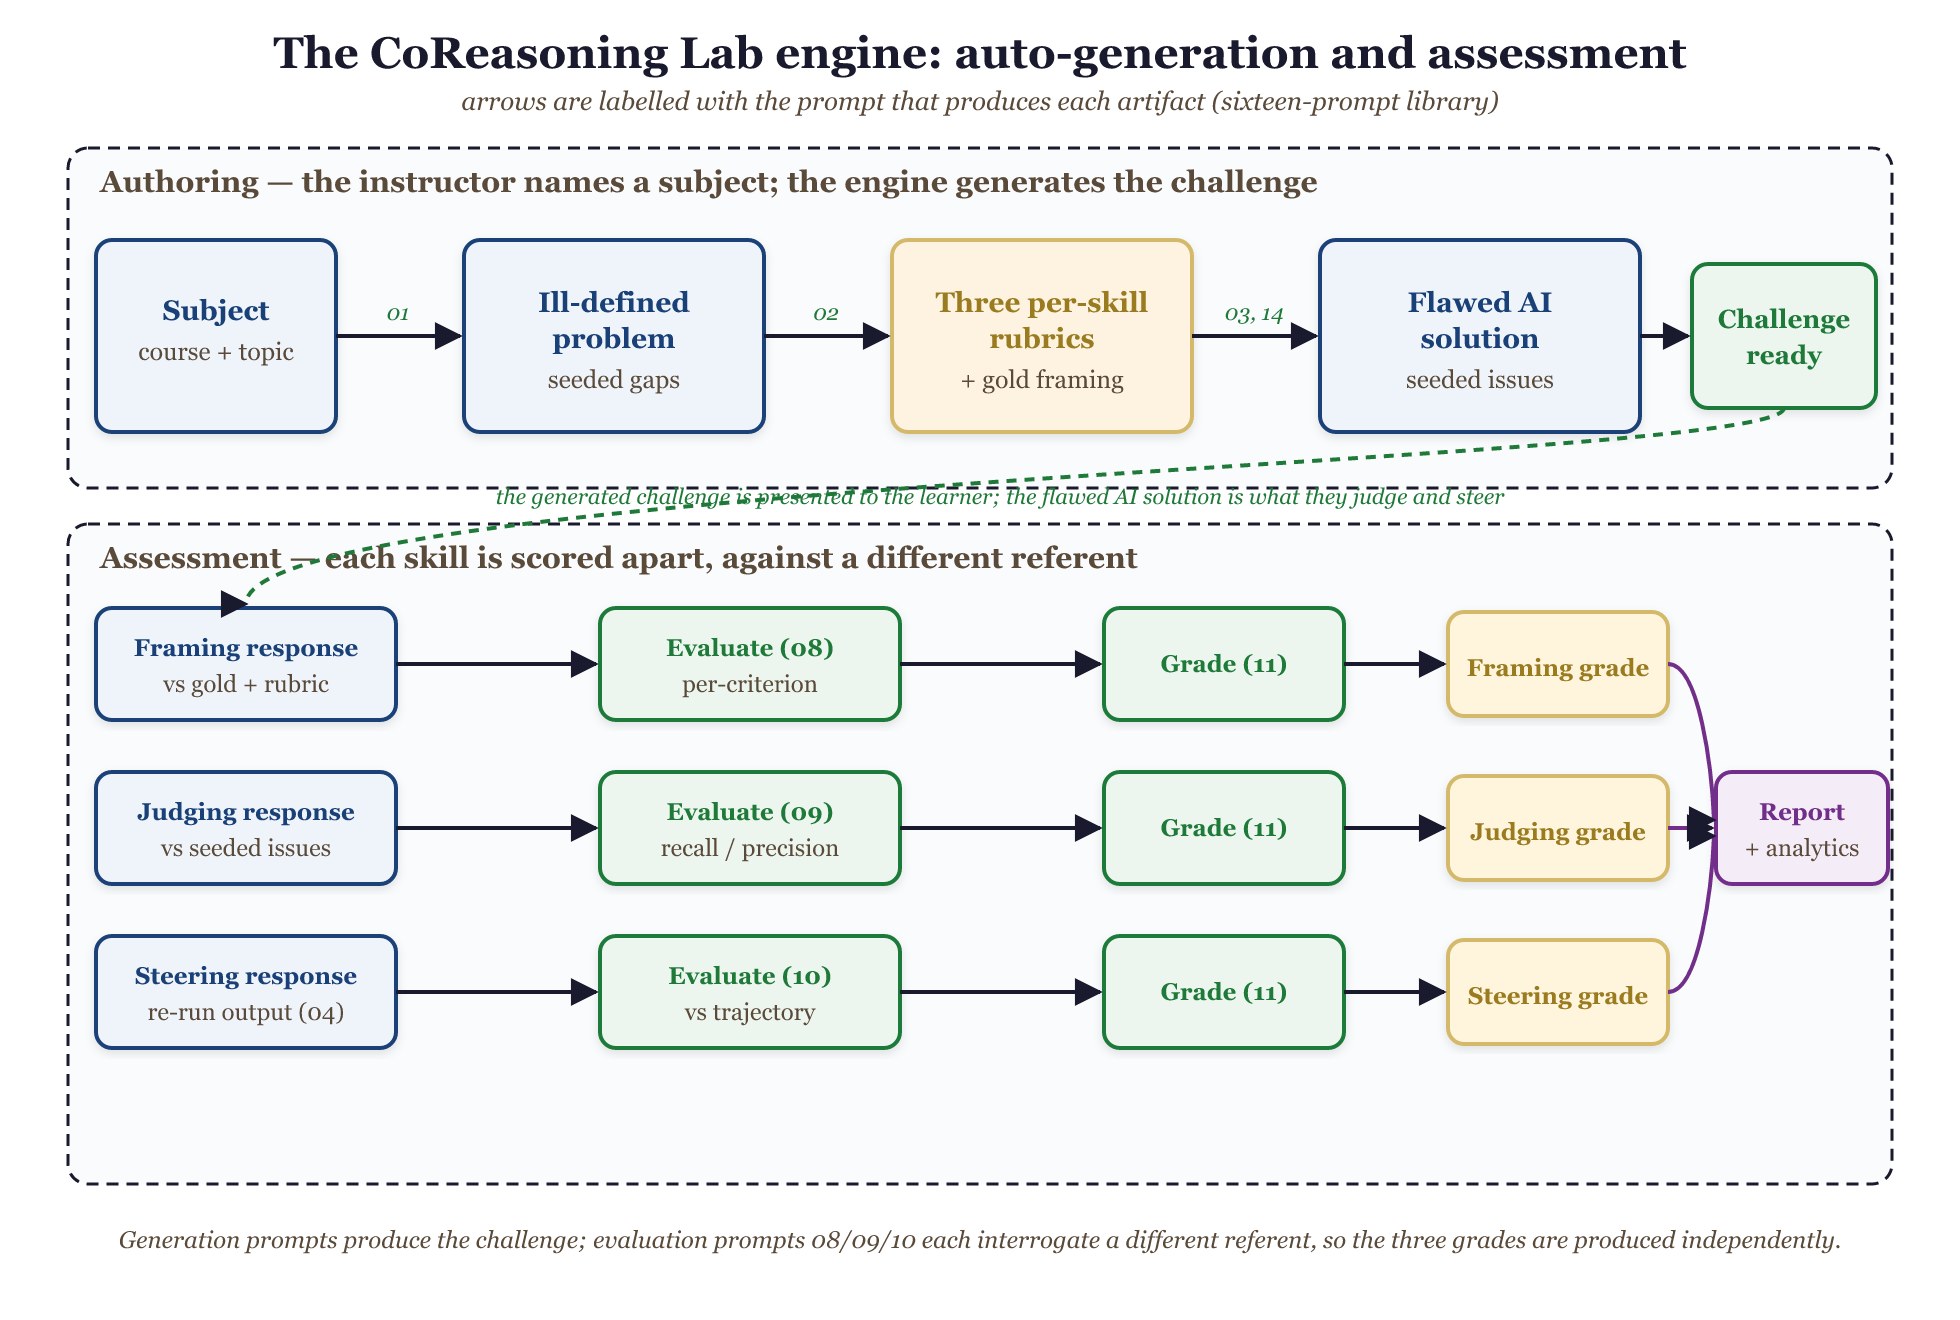 The CoReasoning Lab engine: auto-generation and assessment
arrows are labelled with the prompt that produces each artifact (sixteen-prompt library)
Authoring — the instructor names a subject; the engine generates the challenge
Subject
course + topic
01
Ill-defined
problem
seeded gaps
02
Three per-skill
rubrics
+ gold framing
03, 14
Flawed AI
solution
seeded issues
Challenge
ready
the generated challenge is presented to the learner; the flawed AI solution is what they judge and steer
Assessment — each skill is scored apart, against a different referent
Framing response
vs gold + rubric
Evaluate (08)
per-criterion
Grade (11)
Framing grade
Judging response
vs seeded issues
Evaluate (09)
recall / precision
Grade (11)
Judging grade
Report
+ analytics
Steering response
re-run output (04)
Evaluate (10)
vs trajectory
Grade (11)
Steering grade
Generation prompts produce the challenge; evaluation prompts 08/09/10 each interrogate a different referent, so the three grades are produced independently.